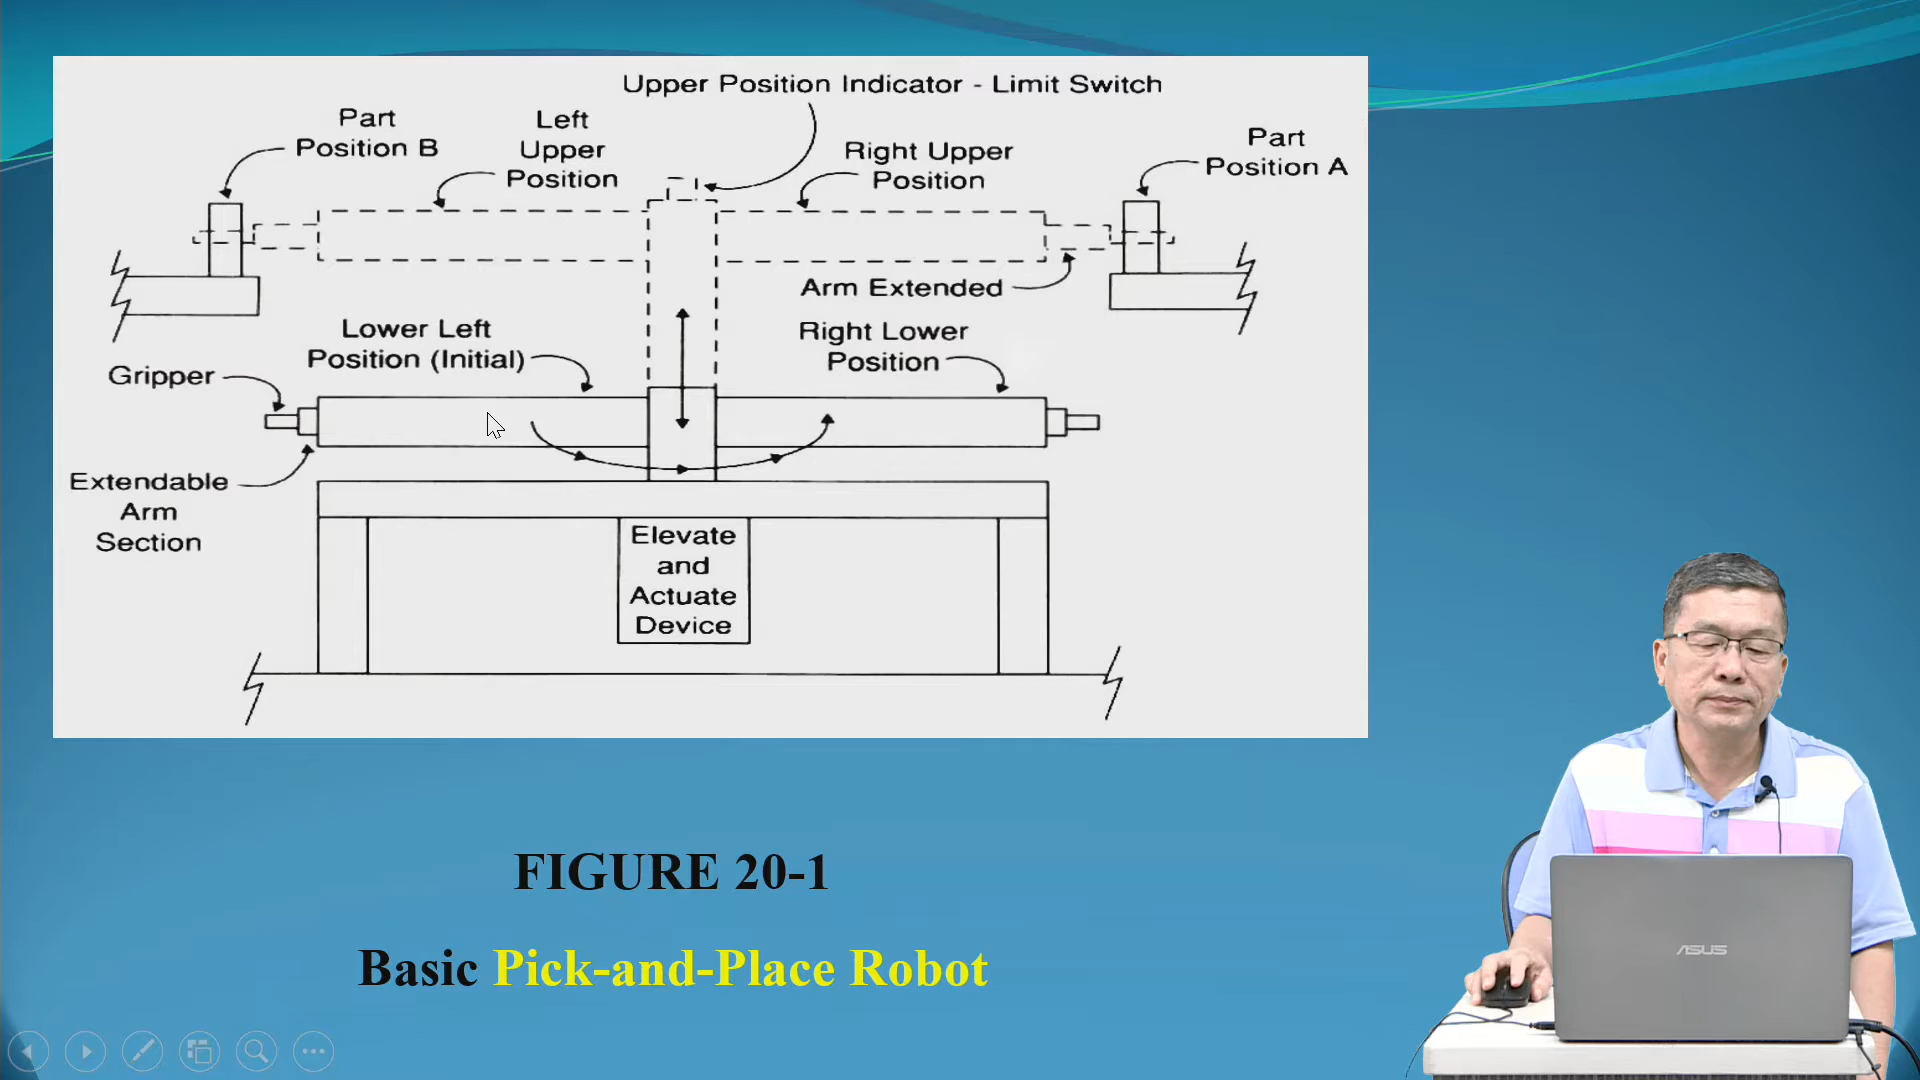 Upper Position Indicator - Limit Switch
Part
Position B
Left
Upper
Position
Right Upper
Position
Part
Position A
Arm Extended
Lower Left
Position (Initial)
Right Lower
Position
Gripper
Extendable
Arm
Section
Elevate
and
Actuate
Device
FIGURE 20-1
Basic Pick-and-Place Robot
ASUS